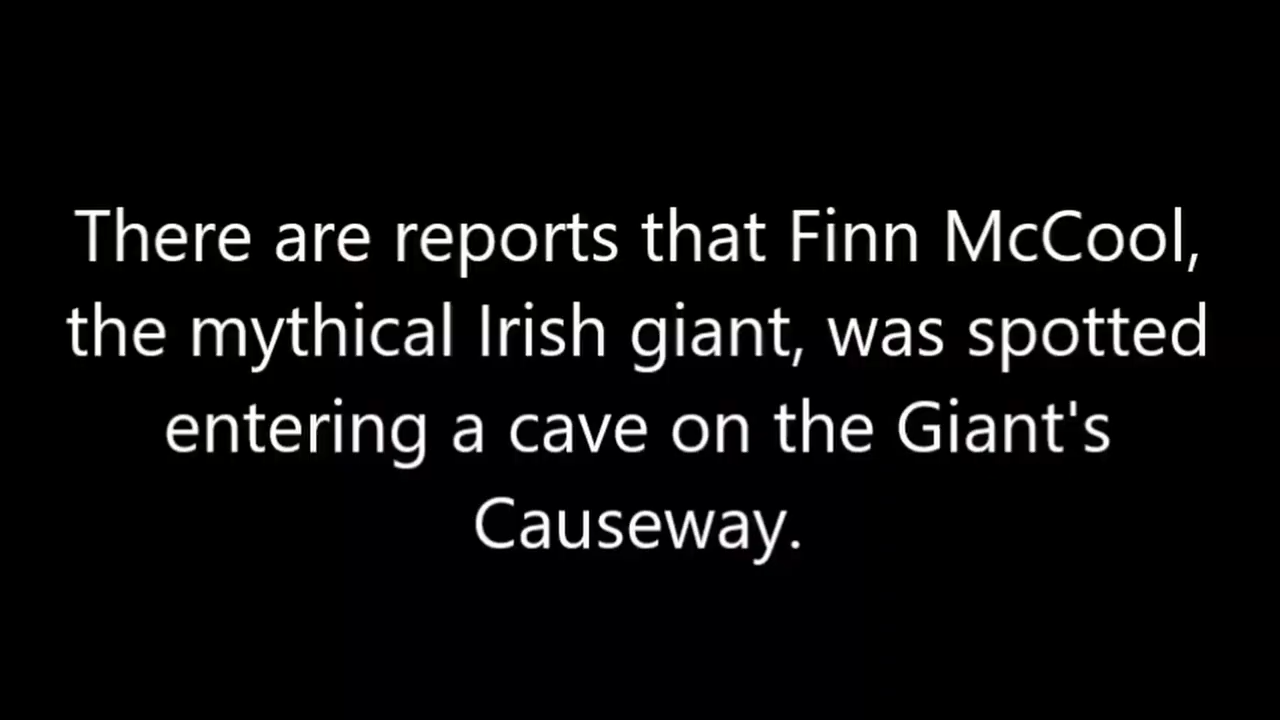 There are reports that Finn McCool,
the mythical Irish giant, was spotted
entering a cave on the Giant's
Causeway.